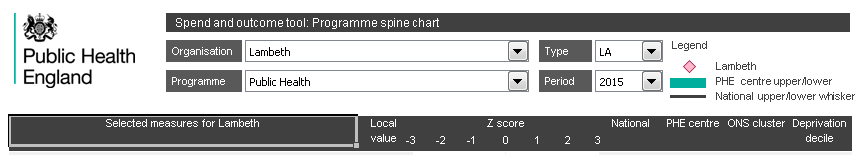 Public Health
England
Spend and outcome tool: Programme spine chart
Organisation Lambeth Type LA
Programme Public Health Period 2015
Legend
Lambeth
PHE centre upper/lower
National upper/lower whisker
Selected measures for Lambeth Local value Z score National PHE centre ONS cluster Deprivation decile
-3 -2 -1 0 1 2 3